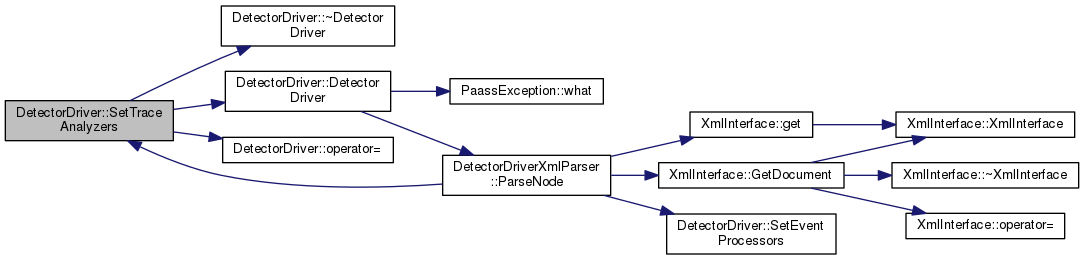 DetectorDriver::SetTrace
Analyzers
DetectorDriver::~Detector
Driver
DetectorDriver::Detector
Driver
DetectorDriver::operator=
PaassException::what
DetectorDriverXmlParser
::ParseNode
XmlInterface::get
XmlInterface::GetDocument
DetectorDriver::SetEvent
Processors
XmlInterface::XmlInterface
XmlInterface::~XmlInterface
XmlInterface::operator=